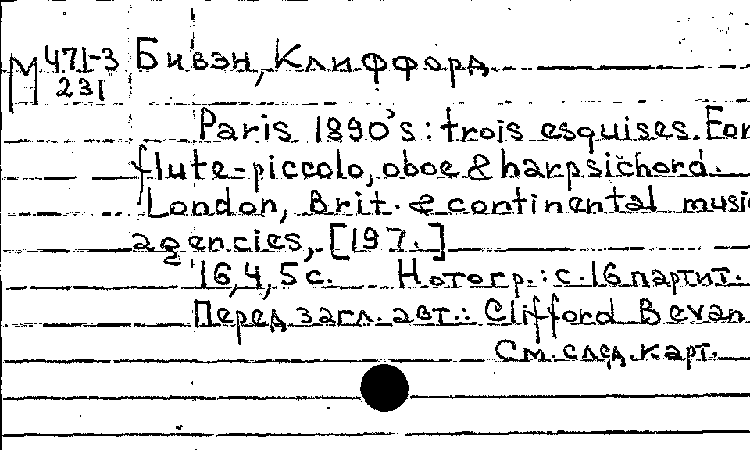 М 471-3 Бивэн, Клиффорд
231
Paris 1890's: trois esquises. For
flute-piccolo, oboe & harpsichord.
London, Brit. & continental musi
agencies, [197.]
16, 4, 5 с. Нотогр.: с. 16 партит.
Перед загл. авт.: Clifford Bevan
См. след. карт.